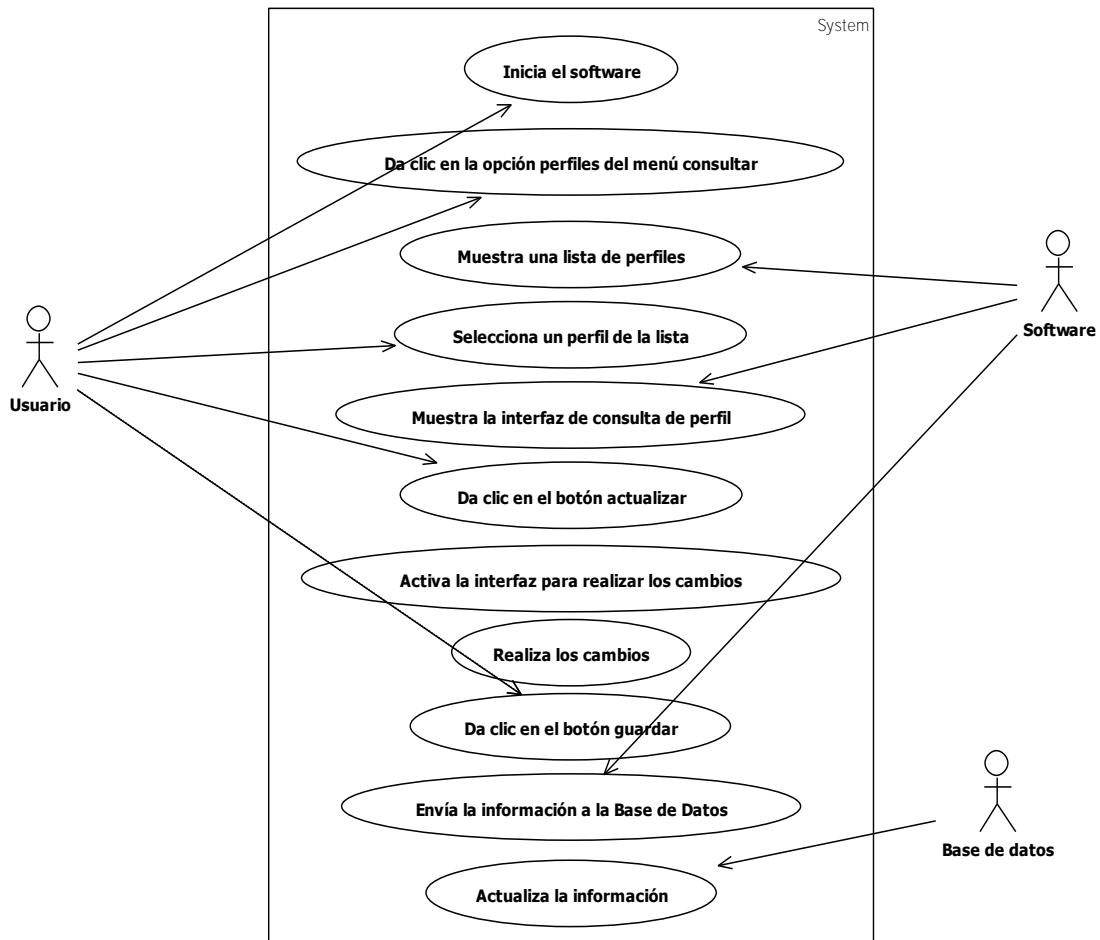 System
Inicia el software
Da clic en la opción perfiles del menú consultar
Muestra una lista de perfiles
Selecciona un perfil de la lista
Software
Usuario
Muestra la interfaz de consulta de perfil
Da clic en el botón actualizar
Activa la interfaz para realizar los cambios
Realiza los cambios
Da clic en el botón guardar
Envía la información a la Base de Datos
Base de datos
Actualiza la información